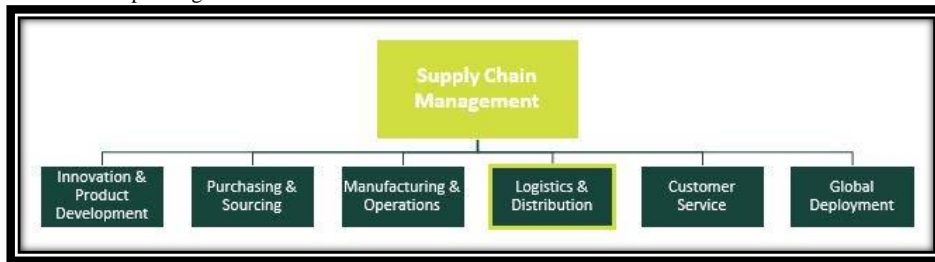 Supply Chain
Management
Innovation &
Product
Development
Purchasing &
Sourcing
Manufacturing &
Operations
Logistics &
Distribution
Customer
Service
Global
Deployment